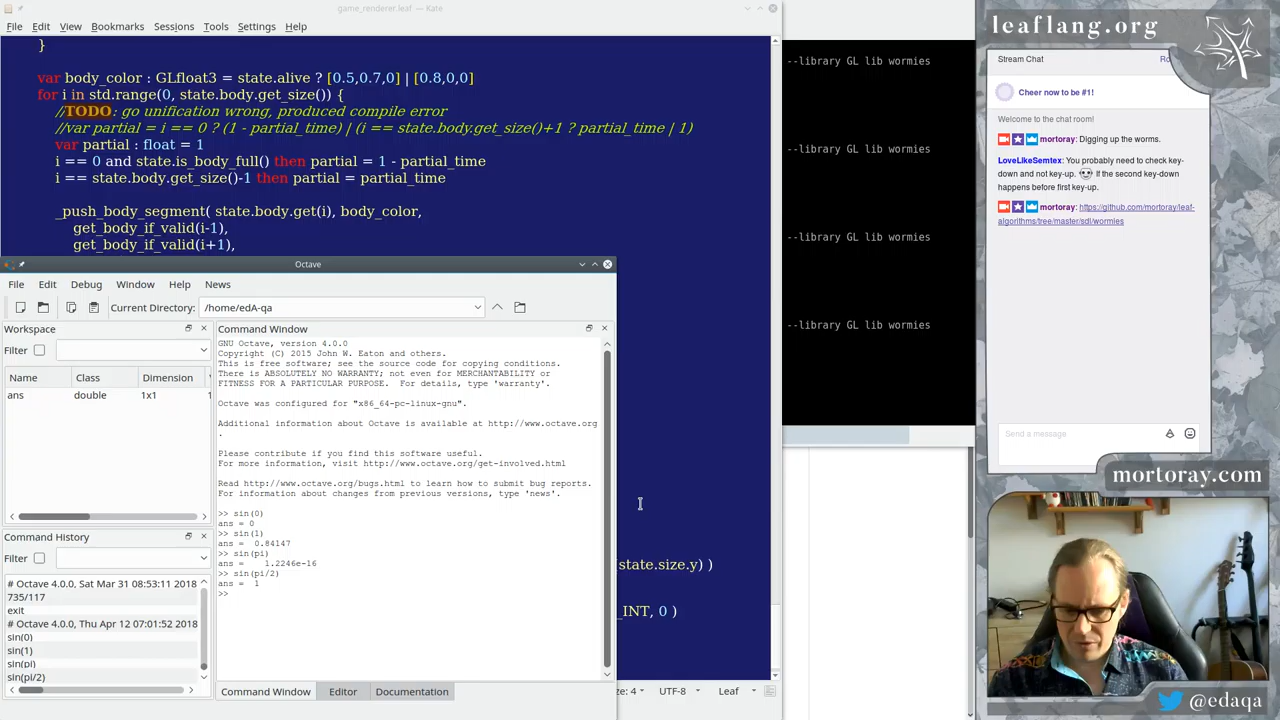 game_renderer.leaf — Kate
File Edit View Bookmarks Sessions Tools Settings Help
}
var body_color : GLfloat3 = state.alive ? [0.5,0.7,0] | [0.8,0,0]
for i in std.range(0, state.body.get_size()) {
//TODO: go unification wrong, produced compile error
//var partial = i == 0 ? (1 - partial_time) | (i == state.body.get_size()+1 ? partial_time | 1)
var partial : float = 1
i == 0 and state.is_body_full() then partial = 1 - partial_time
i == state.body.get_size()-1 then partial = partial_time
_push_body_segment( state.body.get(i), body_color,
get_body_if_valid(i-1),
get_body_if_valid(i+1),
(state.size.y) )
_INT, 0 )
ze: 4 UTF-8 Leaf
Octave
File Edit Debug Window Help News
Current Directory: /home/edA-qa
Workspace
Filter
Name Class Dimension
ans double 1x1
Command History
Filter
# Octave 4.0.0, Sat Mar 31 08:53:11 2018
735/117
exit
# Octave 4.0.0, Thu Apr 12 07:01:52 2018
sin(0)
sin(1)
sin(pi)
sin(pi/2)
Command Window
GNU Octave, version 4.0.0
Copyright (C) 2015 John W. Eaton and others.
This is free software; see the source code for copying conditions.
There is ABSOLUTELY NO WARRANTY; not even for MERCHANTABILITY or
FITNESS FOR A PARTICULAR PURPOSE. For details, type 'warranty'.
Octave was configured for "x86_64-pc-linux-gnu".
Additional information about Octave is available at http://www.octave.org
.
Please contribute if you find this software useful.
For more information, visit http://www.octave.org/get-involved.html
Read http://www.octave.org/bugs.html to learn how to submit bug reports.
For information about changes from previous versions, type 'news'.
>> sin(0)
ans = 0
>> sin(1)
ans = 0.84147
>> sin(pi)
ans = 1.2246e-16
>> sin(pi/2)
ans = 1
>>
Command Window Editor Documentation
--library GL lib wormies
--library GL lib wormies
--library GL lib wormies
--library GL lib wormies
leaflang.org
Stream Chat
Ro
Cheer now to be #1!
Welcome to the chat room!
mortoray: Digging up the worms.
LoveLikeSemtex: You probably need to check key-
down and not key-up. If the second key-down
happens before first key-up.
mortoray: https://github.com/mortoray/leaf-
algorithms/tree/master/sdl/wormies
Send a message
mortoray.com
@edaqa